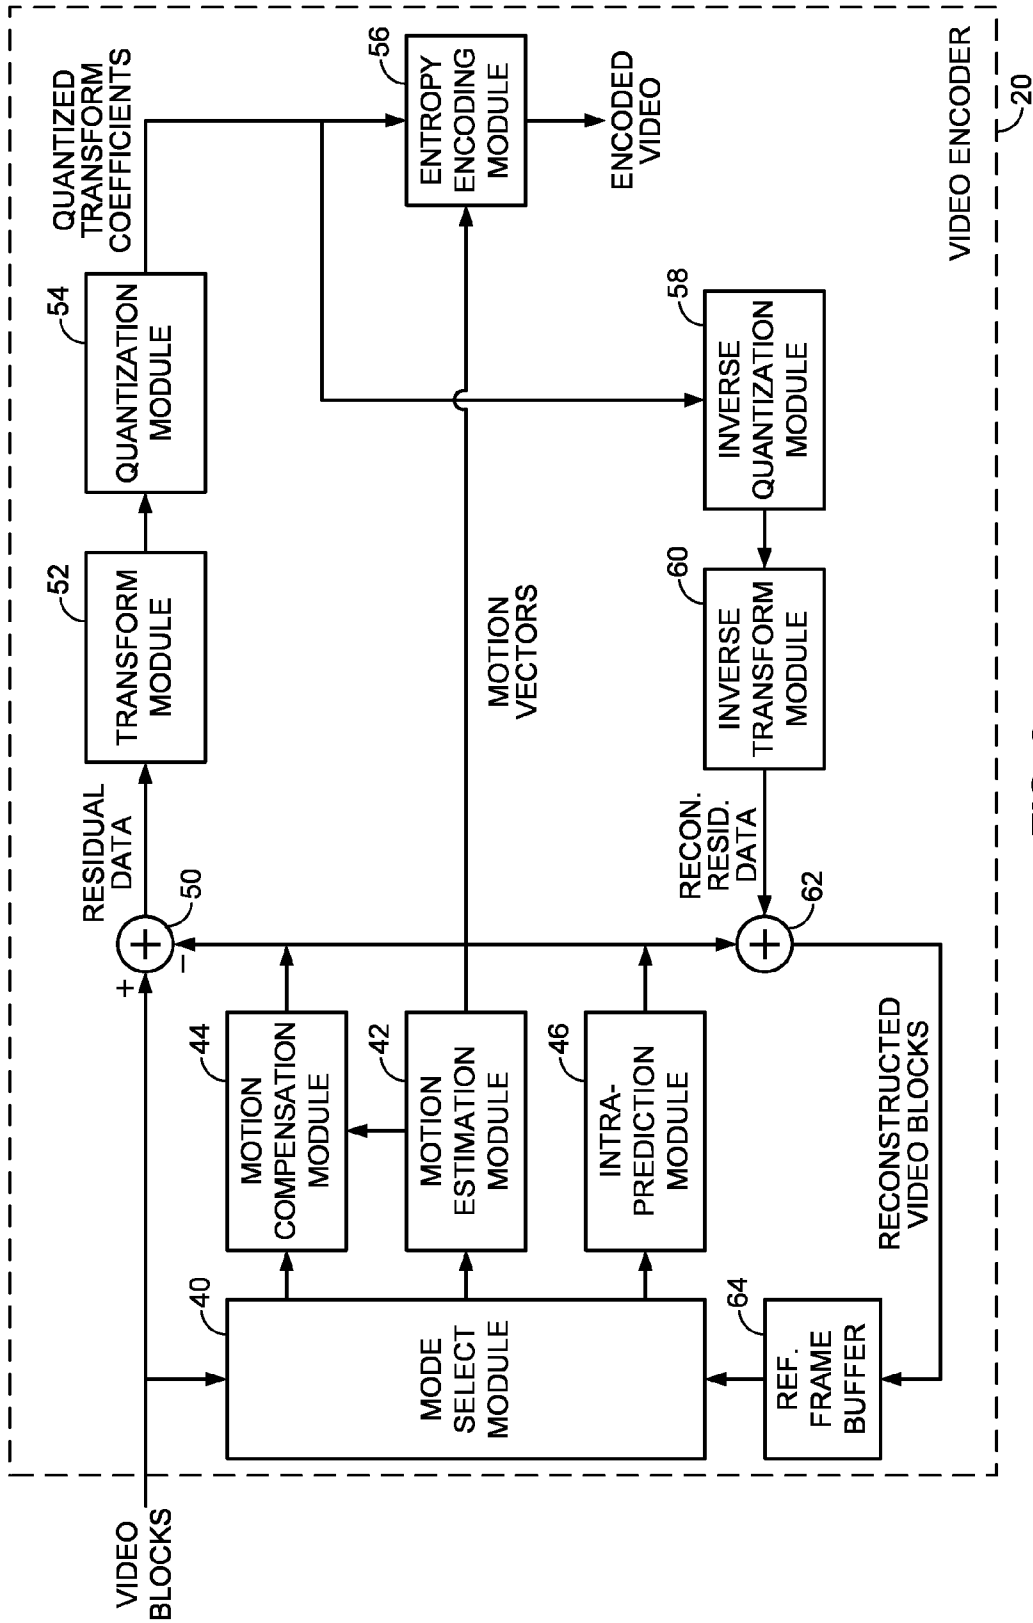 VIDEO
BLOCKS
+
−
50
RESIDUAL
DATA
52
TRANSFORM
MODULE
54
QUANTIZATION
MODULE
QUANTIZED
TRANSFORM
COEFFICIENTS
44
MOTION
COMPENSATION
MODULE
40
MODE
SELECT
MODULE
42
MOTION
ESTIMATION
MODULE
MOTION
VECTORS
56
ENTROPY
ENCODING
MODULE
ENCODED
VIDEO
46
INTRA-
PREDICTION
MODULE
64
REF.
FRAME
BUFFER
62
RECON.
RESID.
DATA
60
INVERSE
TRANSFORM
MODULE
58
INVERSE
QUANTIZATION
MODULE
RECONSTRUCTED
VIDEO BLOCKS
VIDEO ENCODER
20